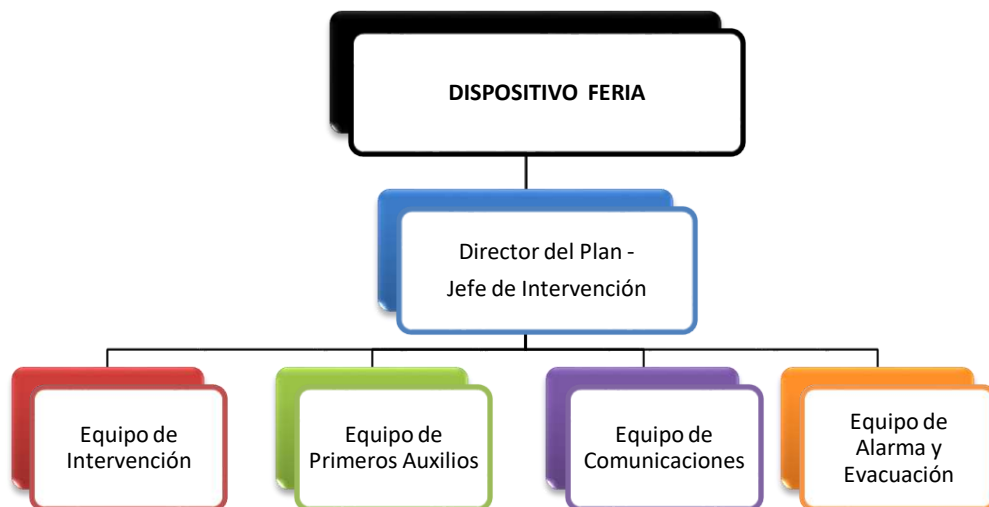 DISPOSITIVO FERIA
Director del Plan -
Jefe de Intervención
Equipo de
Intervención
Equipo de
Primeros Auxilios
Equipo de
Comunicaciones
Equipo de
Alarma y
Evacuación